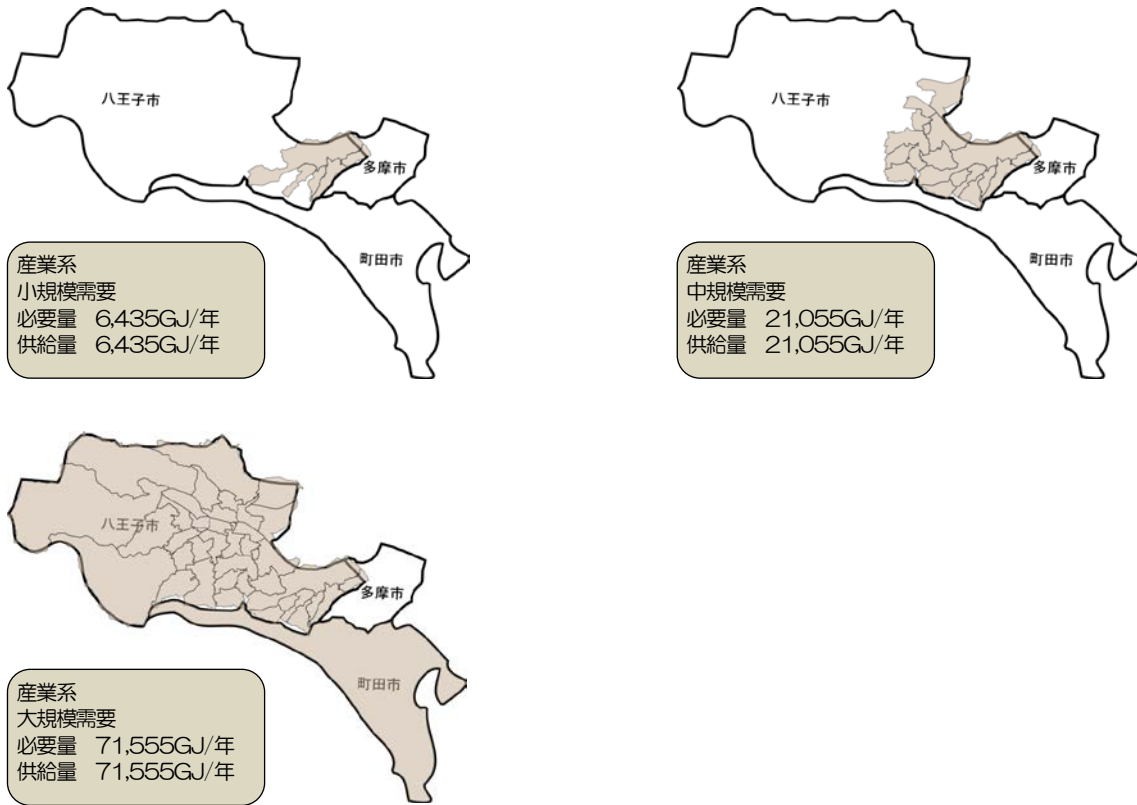 八王子市
多摩市
町田市
産業系
小規模需要
必要量 6,435GJ/年
供給量 6,435GJ/年
八王子市
多摩市
町田市
産業系
中規模需要
必要量 21,055GJ/年
供給量 21,055GJ/年
八王子市
多摩市
町田市
産業系
大規模需要
必要量 71,555GJ/年
供給量 71,555GJ/年